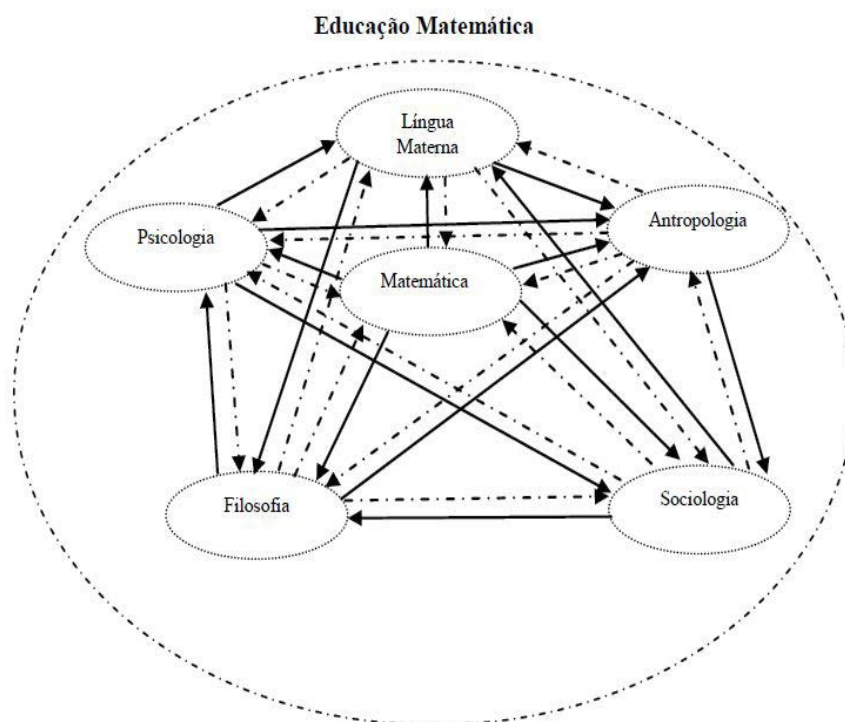 Educação Matemática
Língua
Materna
Psicologia
Antropologia
Matemática
Filosofia
Sociologia